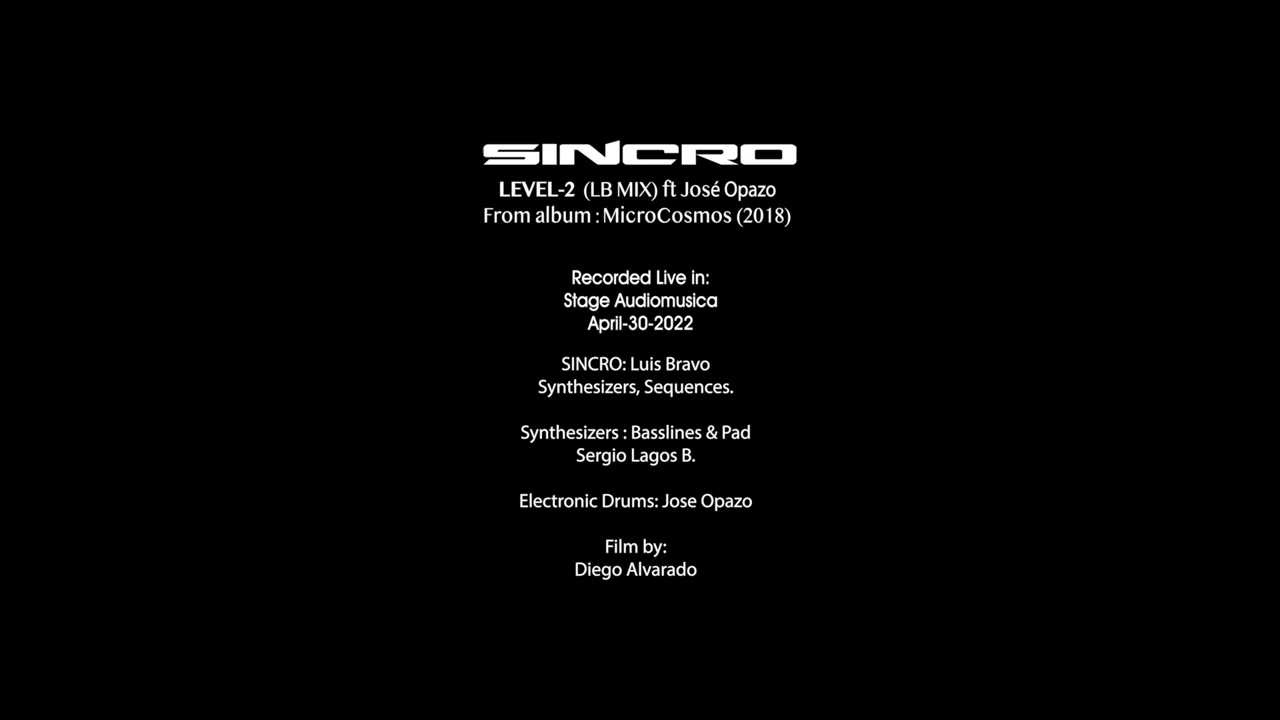 SINCRO
LEVEL-2 (LB MIX) ft José Opazo
From album : MicroCosmos (2018)
Recorded Live in:
Stage Audiomusica
April-30-2022
SINCRO: Luis Bravo
Synthesizers, Sequences.
Synthesizers : Basslines & Pad
Sergio Lagos B.
Electronic Drums: Jose Opazo
Film by:
Diego Alvarado